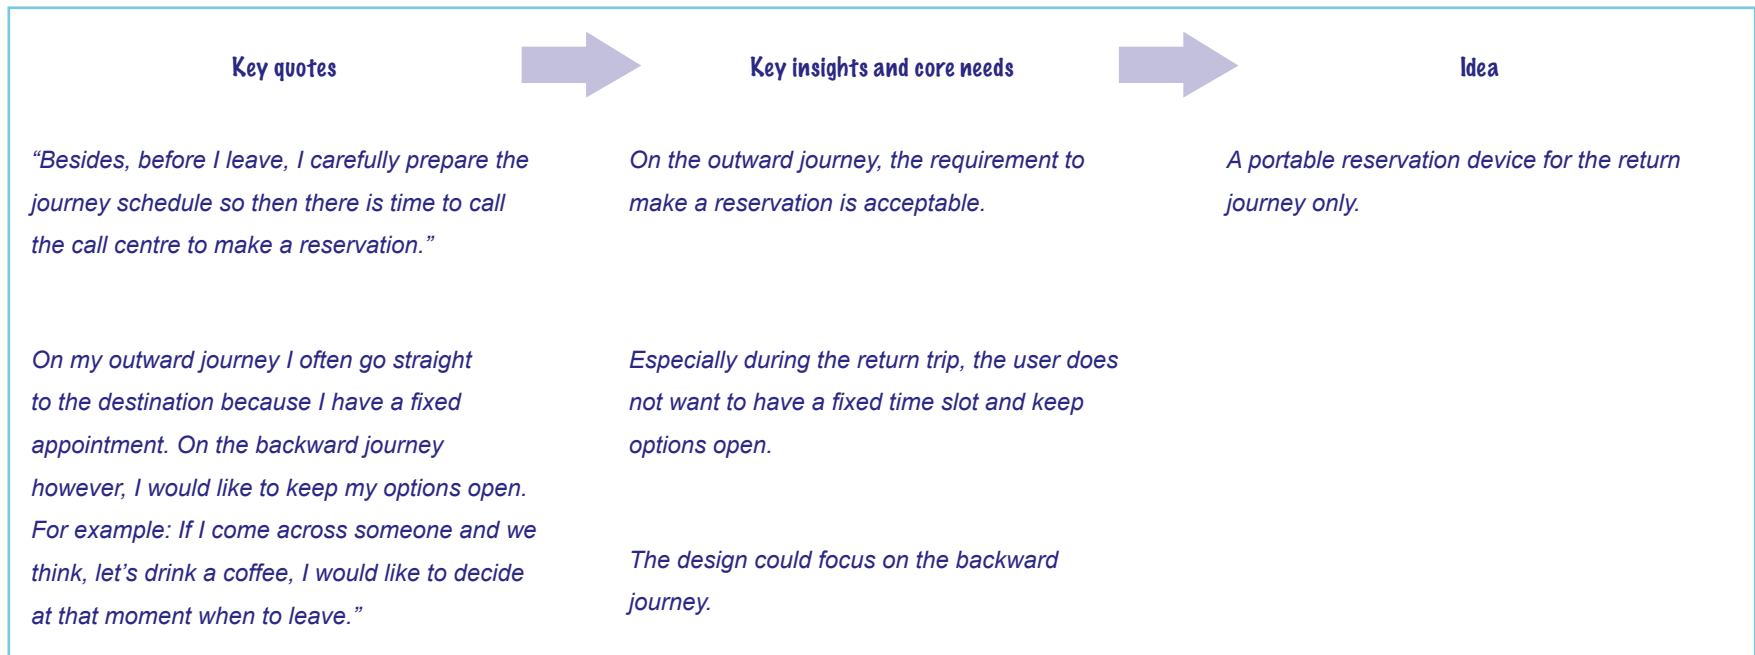 Key quotes
Key insights and core needs
Idea
“Besides, before I leave, I carefully prepare the
journey schedule so then there is time to call
the call centre to make a reservation.”
On my outward journey I often go straight
to the destination because I have a fixed
appointment. On the backward journey
however, I would like to keep my options open.
For example: If I come across someone and we
think, let’s drink a coffee, I would like to decide
at that moment when to leave.”
On the outward journey, the requirement to
make a reservation is acceptable.
Especially during the return trip, the user does
not want to have a fixed time slot and keep
options open.
The design could focus on the backward
journey.
A portable reservation device for the return
journey only.